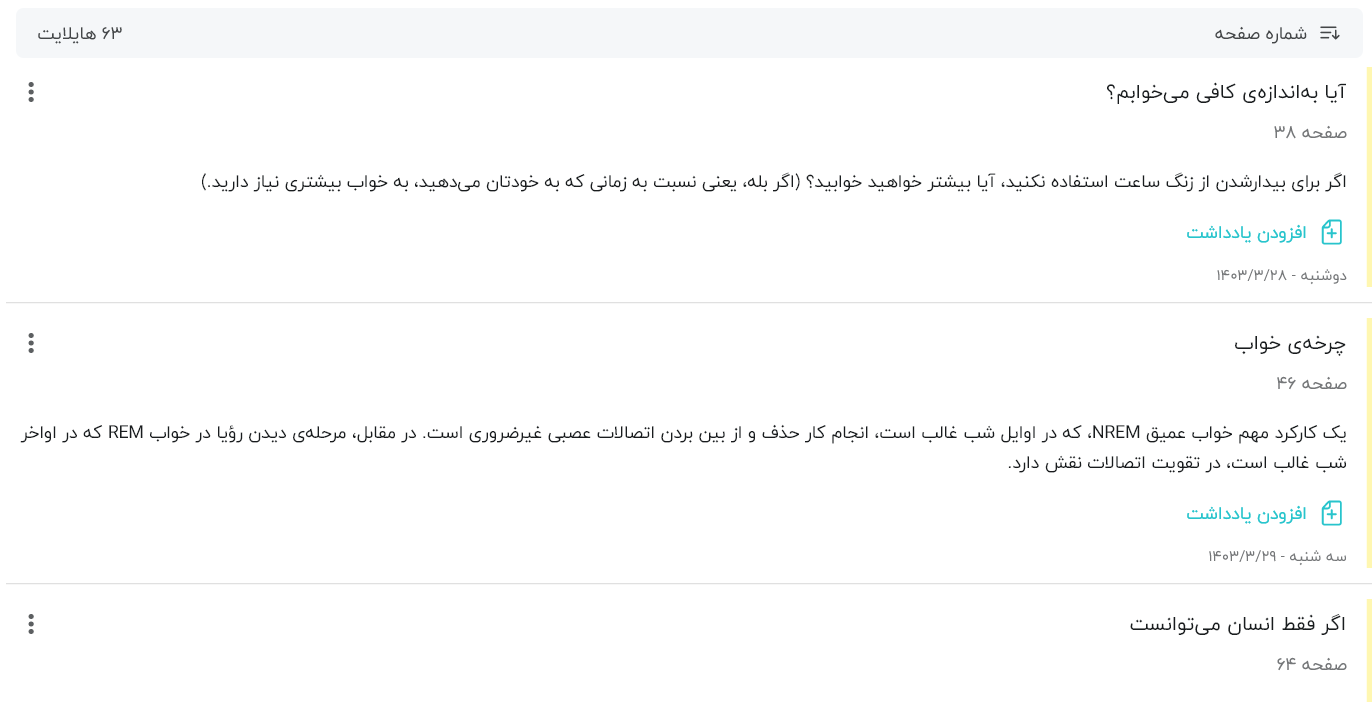 شماره صفحه
۶۳ هایلایت
آیا به‌اندازه‌ی کافی می‌خوابم؟
صفحه ۳۸
اگر برای بیدارشدن از زنگ ساعت استفاده نکنید، آیا بیشتر خواهید خوابید؟ (اگر بله، یعنی نسبت به زمانی که به خودتان می‌دهید، به خواب بیشتری نیاز دارید.)
افزودن یادداشت
دوشنبه - ۱۴۰۳/۳/۲۸
چرخه‌ی خواب
صفحه ۴۶
یک کارکرد مهم خواب عمیق NREM، که در اوایل شب غالب است، انجام کار حذف و از بین بردن اتصالات عصبی غیرضروری است. در مقابل، مرحله‌ی دیدن رؤیا در خواب REM که در اواخر
شب غالب است، در تقویت اتصالات نقش دارد.
افزودن یادداشت
سه شنبه - ۱۴۰۳/۳/۲۹
اگر فقط انسان می‌توانست
صفحه ۶۴